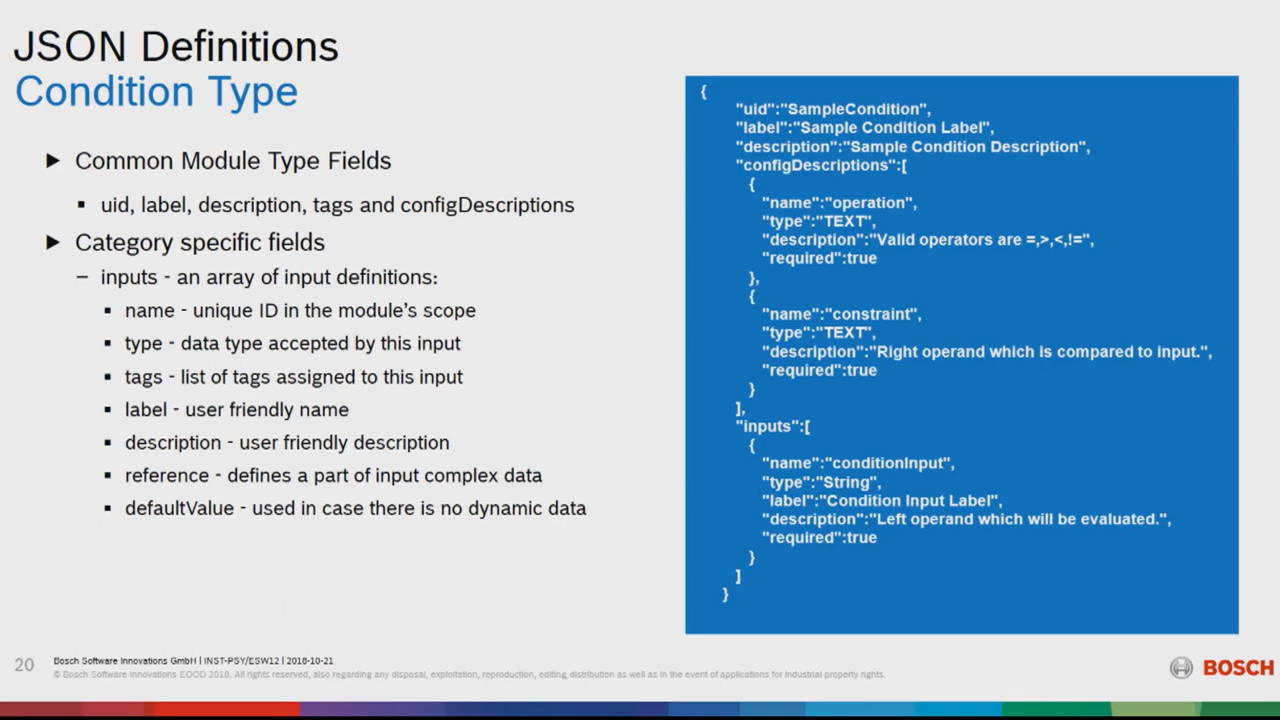 JSON Definitions
Condition Type
► Common Module Type Fields
▪ uid, label, description, tags and configDescriptions
► Category specific fields
– inputs - an array of input definitions:
▪ name - unique ID in the module's scope
▪ type - data type accepted by this input
▪ tags - list of tags assigned to this input
▪ label - user friendly name
▪ description - user friendly description
▪ reference - defines a part of input complex data
▪ defaultValue - used in case there is no dynamic data
{
"uid":"SampleCondition",
"label":"Sample Condition Label",
"description":"Sample Condition Description",
"configDescriptions":[
{
"name":"operation",
"type":"TEXT",
"description":"Valid operators are =,>,<,!=",
"required":true
},
{
"name":"constraint",
"type":"TEXT",
"description":"Right operand which is compared to input.",
"required":true
}
],
"inputs":[
{
"name":"conditionInput",
"type":"String",
"label":"Condition Input Label",
"description":"Left operand which will be evaluated.",
"required":true
}
]
}
20
Bosch Software Innovations GmbH | INST-PSY/ESW12 | 2018-10-21
© Bosch Software Innovations EOOD 2018. All rights reserved, also regarding any disposal, exploitation, reproduction, editing, distribution as well as in the event of applications for industrial property rights.
BOSCH